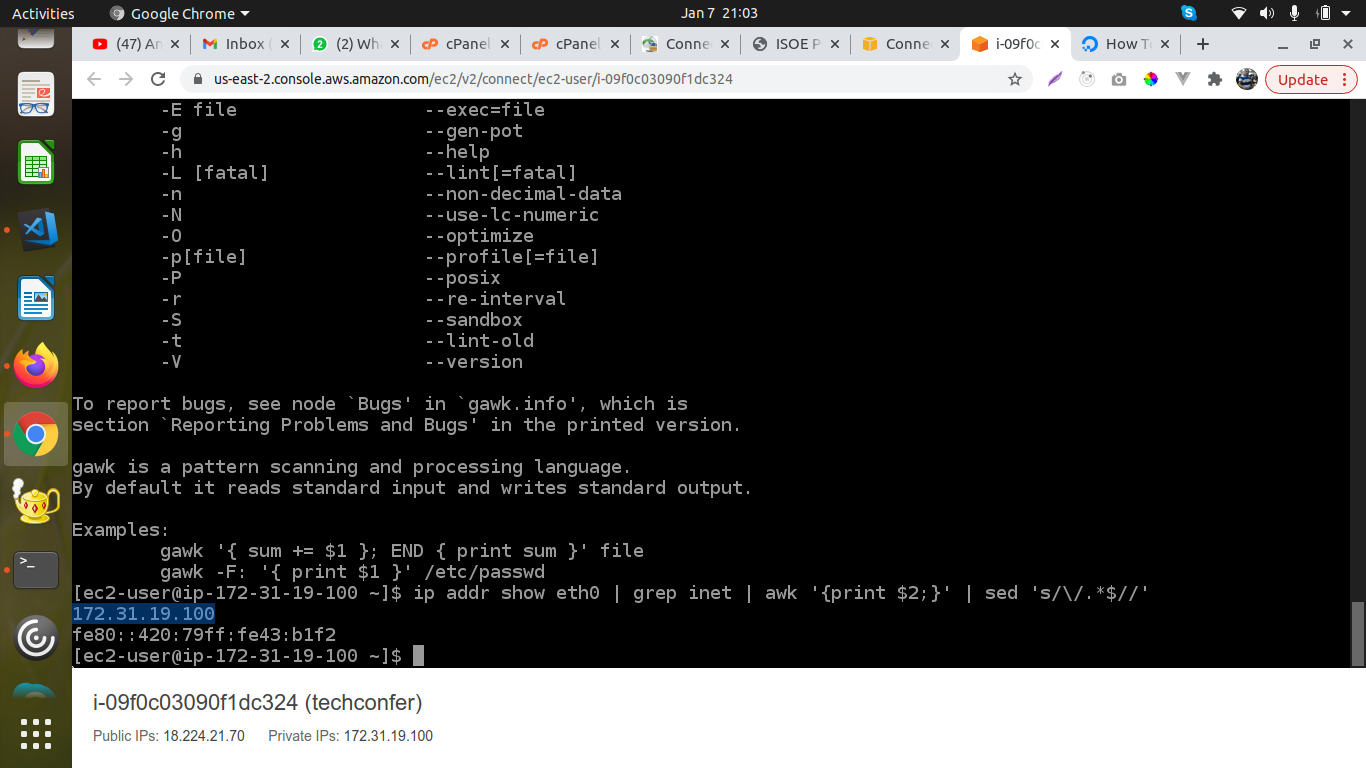 Activities
Google Chrome
Jan 7 21:03
(47) An
Inbox (
(2) Wh
cPanel
cPanel
Conne
ISOE P
Conne
i-09f0c
How T
us-east-2.console.aws.amazon.com/ec2/v2/connect/ec2-user/i-09f0c03090f1dc324
Update
-E file --exec=file
-g --gen-pot
-h --help
-L [fatal] --lint[=fatal]
-n --non-decimal-data
-N --use-lc-numeric
-O --optimize
-p[file] --profile[=file]
-P --posix
-r --re-interval
-S --sandbox
-t --lint-old
-V --version
To report bugs, see node `Bugs' in `gawk.info', which is
section `Reporting Problems and Bugs' in the printed version.
gawk is a pattern scanning and processing language.
By default it reads standard input and writes standard output.
Examples:
gawk '{ sum += $1 }; END { print sum }' file
gawk -F: '{ print $1 }' /etc/passwd
[ec2-user@ip-172-31-19-100 ~]$ ip addr show eth0 | grep inet | awk '{print $2;}' | sed 's/\/.*$//'
172.31.19.100
fe80::420:79ff:fe43:b1f2
[ec2-user@ip-172-31-19-100 ~]$
i-09f0c03090f1dc324 (techconfer)
Public IPs: 18.224.21.70 Private IPs: 172.31.19.100